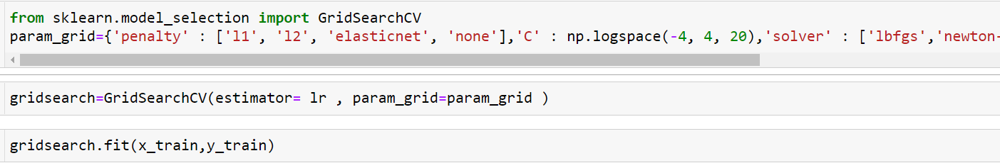 from sklearn.model_selection import GridSearchCV
param_grid={'penalty' : ['l1', 'l2', 'elasticnet', 'none'],'C' : np.logspace(-4, 4, 20),'solver' : ['lbfgs','newton-
gridsearch=GridSearchCV(estimator= lr , param_grid=param_grid )
gridsearch.fit(x_train,y_train)